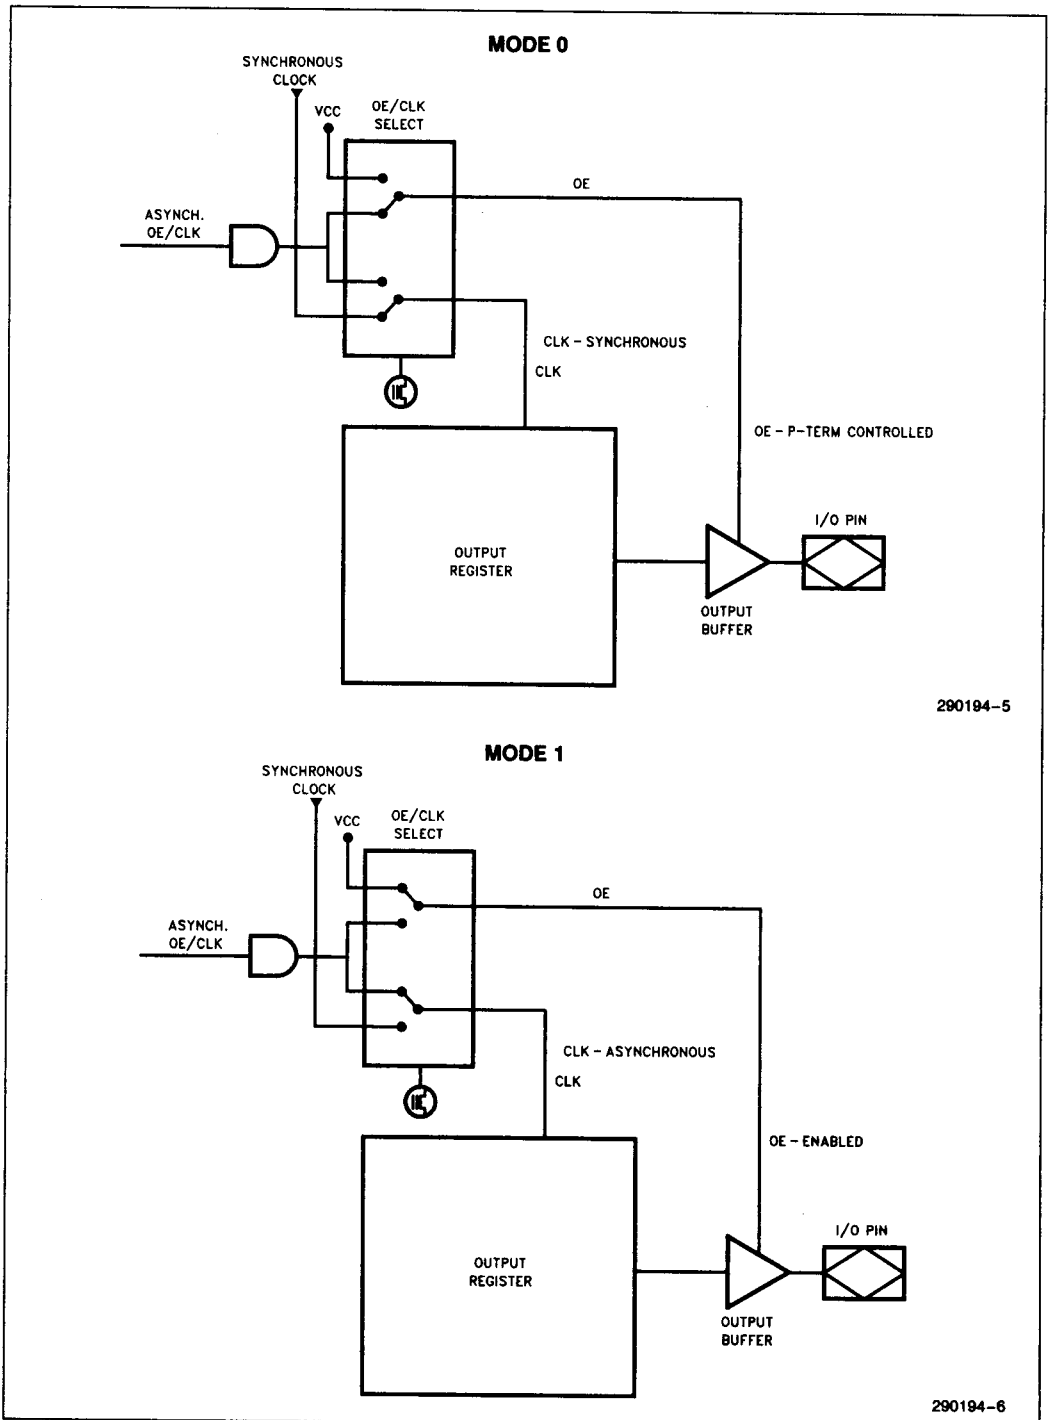 MODE 0
SYNCHRONOUS
CLOCK
VCC
OE/CLK
SELECT
OE
ASYNCH.
OE/CLK
CLK – SYNCHRONOUS
CLK
OE – P-TERM CONTROLLED
I/O PIN
OUTPUT
REGISTER
OUTPUT
BUFFER
290194–5
MODE 1
SYNCHRONOUS
CLOCK
VCC
OE/CLK
SELECT
OE
ASYNCH.
OE/CLK
CLK – ASYNCHRONOUS
CLK
OE – ENABLED
I/O PIN
OUTPUT
REGISTER
OUTPUT
BUFFER
290194–6